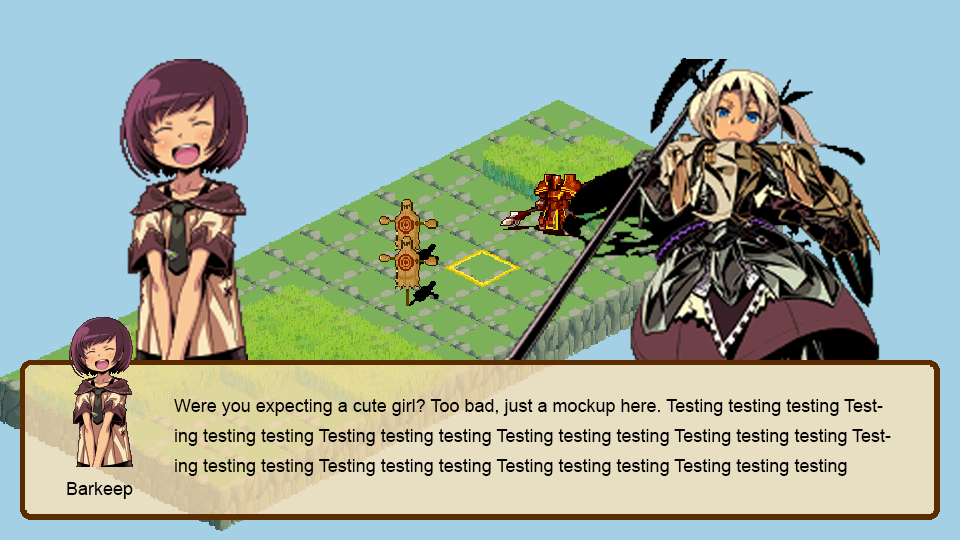 Were you expecting a cute girl? Too bad, just a mockup here. Testing testing testing Test-
ing testing testing Testing testing testing Testing testing testing Testing testing testing Test-
ing testing testing Testing testing testing Testing testing testing Testing testing testing
Barkeep